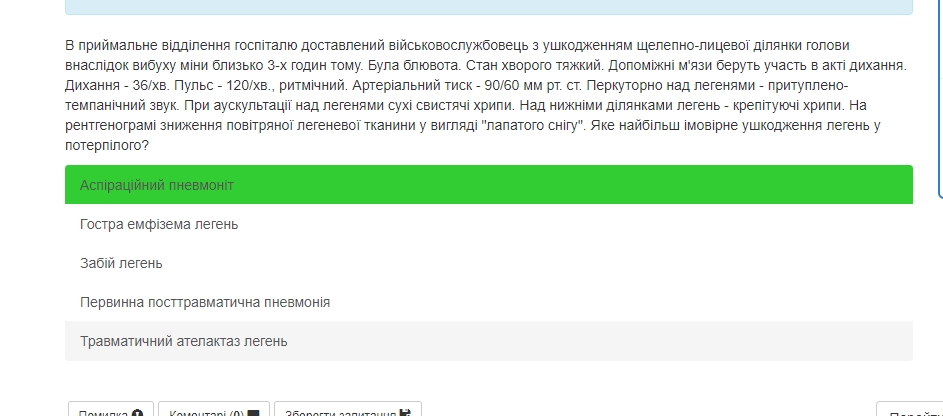 В приймальне відділення госпіталю доставлений військовослужбовець з ушкодженням щелепно-лицевої ділянки голови
внаслідок вибуху міни близько 3-х годин тому. Була блювота. Стан хворого тяжкий. Допоміжні м'язи беруть участь в акті дихання.
Дихання - 36/хв. Пульс - 120/хв., ритмічний. Артеріальний тиск - 90/60 мм рт. ст. Перкуторно над легенями - притуплено-
темпанічний звук. При аускультації над легенями сухі свистячі хрипи. Над нижніми ділянками легень - крепітуючі хрипи. На
рентгенограмі зниження повітряної легеневої тканини у вигляді "лапатого снігу". Яке найбільш імовірне ушкодження легень у
потерпілого?
Аспіраційний пневмоніт
Гостра емфізема легень
Забій легень
Первинна посттравматична пневмонія
Травматичний ателактаз легень
Помилка Коментарі (0) Зберегти запитання